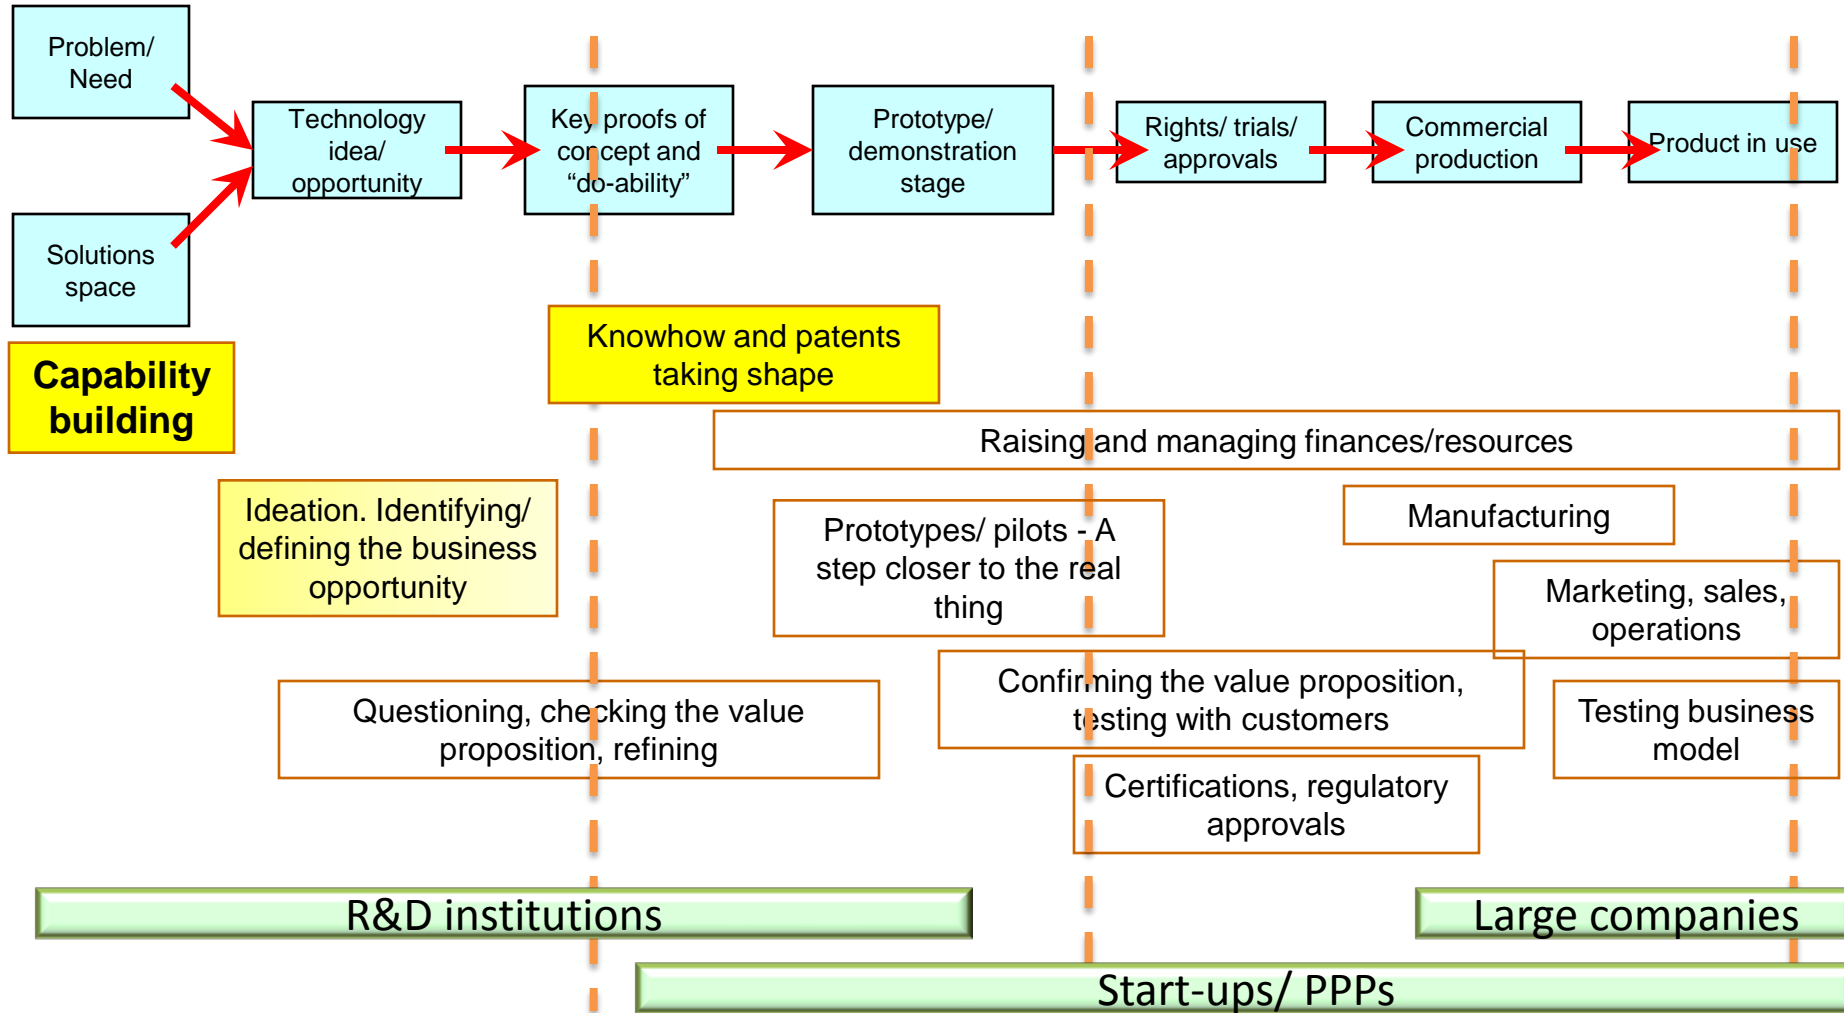 Problem/
Need
Technology
idea/
opportunity
Key proofs of
concept and
“do-ability”
Prototype/
demonstration
stage
Rights/ trials/
approvals
Commercial
production
Product in use
Solutions
space
Capability
building
Knowhow and patents
taking shape
Raising and managing finances/resources
Ideation. Identifying/
defining the business
opportunity
Prototypes/ pilots - A
step closer to the real
thing
Manufacturing
Marketing, sales,
operations
Questioning, checking the value
proposition, refining
Confirming the value proposition,
testing with customers
Testing business
model
Certifications, regulatory
approvals
R&D institutions
Large companies
Start-ups/ PPPs